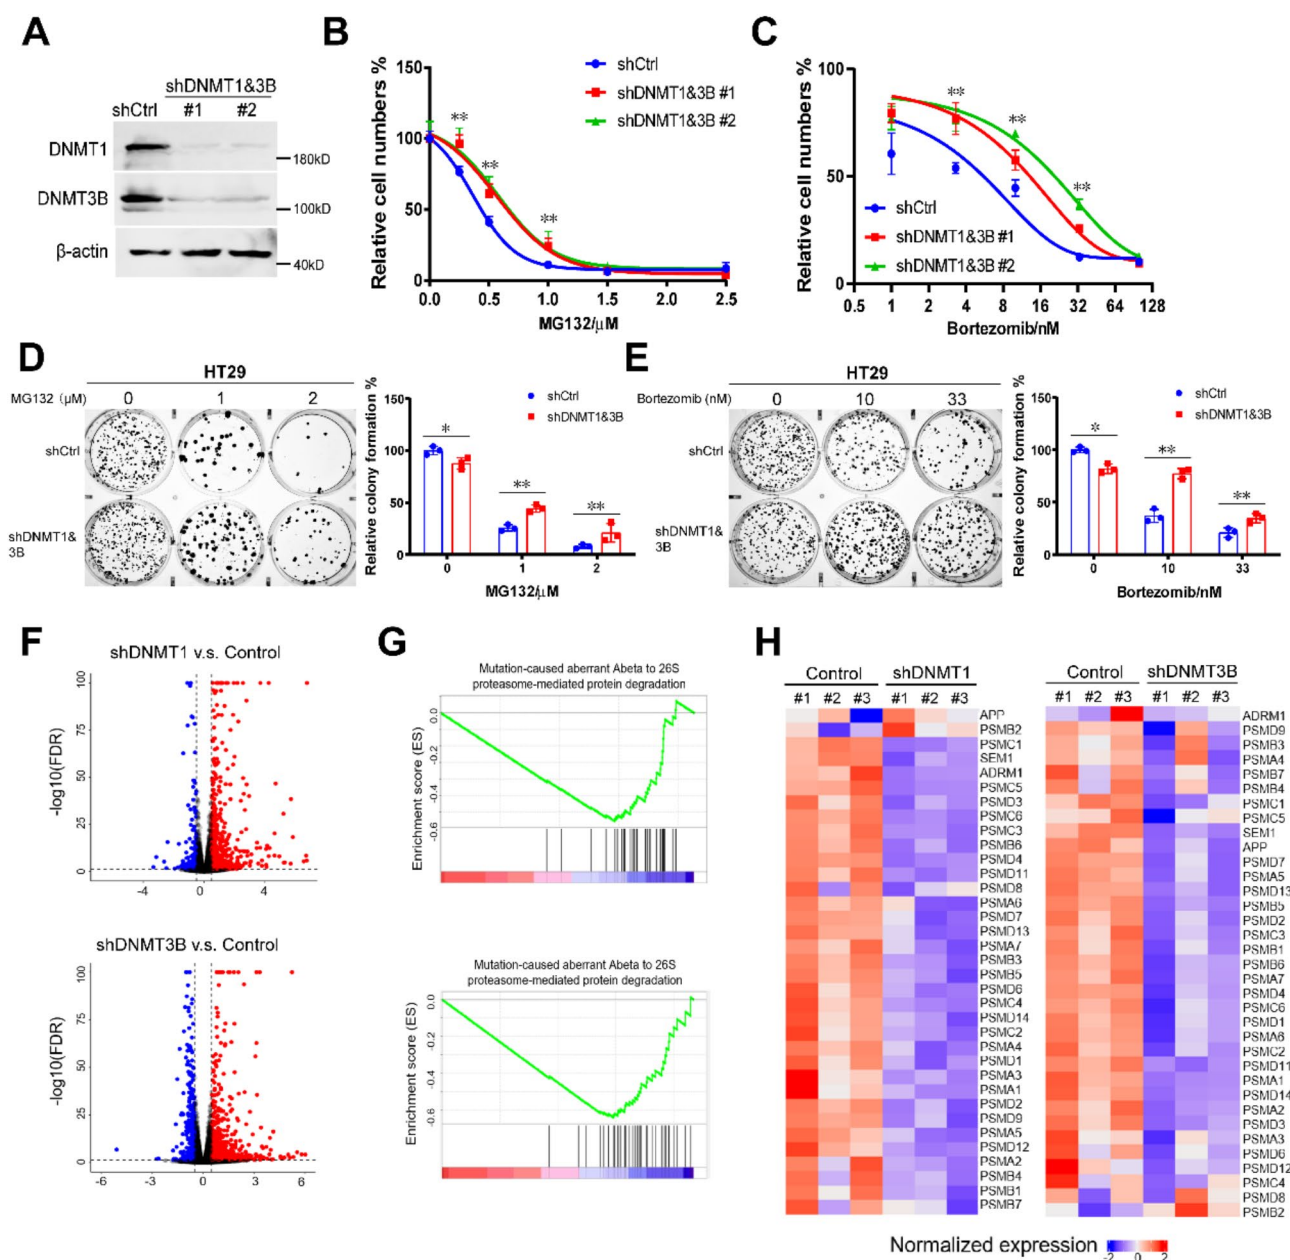 A
shDNMT1&3B
shCtrl #1 #2
DNMT1
180kD
DNMT3B
100kD
β-actin
40kD
B
Relative cell numbers %
150
100
50
0
0.0 0.5 1.0 1.5 2.0 2.5
MG132/μM
shCtrl
shDNMT1&3B #1
shDNMT1&3B #2
**
**
**
C
Relative cell numbers %
100
50
0
0.5 1 2 4 8 16 32 64 128
Bortezomib/nM
shCtrl
shDNMT1&3B #1
shDNMT1&3B #2
**
**
**
D
HT29
MG132 (μM) 0 1 2
shCtrl
shDNMT1&
3B
Relative colony formation %
150
100
50
0
0 1 2
MG132/μM
shCtrl
shDNMT1&3B
*
**
**
E
HT29
Bortezomib (nM) 0 10 33
shCtrl
shDNMT1&
3B
Relative colony formation %
150
100
50
0
0 10 33
Bortezomib/nM
shCtrl
shDNMT1&3B
*
**
**
F
shDNMT1 v.s. Control
-log10(FDR)
100
75
50
25
0
-4 0 4
shDNMT3B v.s. Control
-log10(FDR)
100
75
50
25
0
-6 -3 0 3 6
G
Mutation-caused aberrant Abeta to 26S
proteasome-mediated protein degradation
Enrichment score (ES)
0.0
-0.2
-0.4
-0.6
Mutation-caused aberrant Abeta to 26S
proteasome-mediated protein degradation
Enrichment score (ES)
0.0
-0.2
-0.4
-0.6
H
Control shDNMT1
#1 #2 #3 #1 #2 #3
APP
PSMB2
PSMC1
SEM1
ADRM1
PSMC5
PSMD3
PSMC6
PSMC3
PSMB6
PSMD4
PSMD11
PSMD8
PSMA6
PSMD7
PSMD13
PSMA7
PSMB3
PSMB5
PSMD6
PSMC4
PSMD14
PSMC2
PSMA4
PSMD1
PSMA3
PSMA1
PSMD2
PSMD9
PSMA5
PSMD12
PSMA2
PSMB4
PSMB1
PSMB7
Control shDNMT3B
#1 #2 #3 #1 #2 #3
ADRM1
PSMD9
PSMB3
PSMA4
PSMB7
PSMB4
PSMC1
PSMC5
SEM1
APP
PSMD7
PSMA5
PSMD13
PSMB5
PSMD2
PSMC3
PSMB1
PSMB6
PSMA7
PSMD4
PSMC6
PSMD1
PSMA6
PSMC2
PSMD11
PSMA1
PSMD14
PSMA2
PSMD3
PSMA3
PSMD6
PSMD12
PSMC4
PSMD8
PSMB2
Normalized expression
-2 0 2